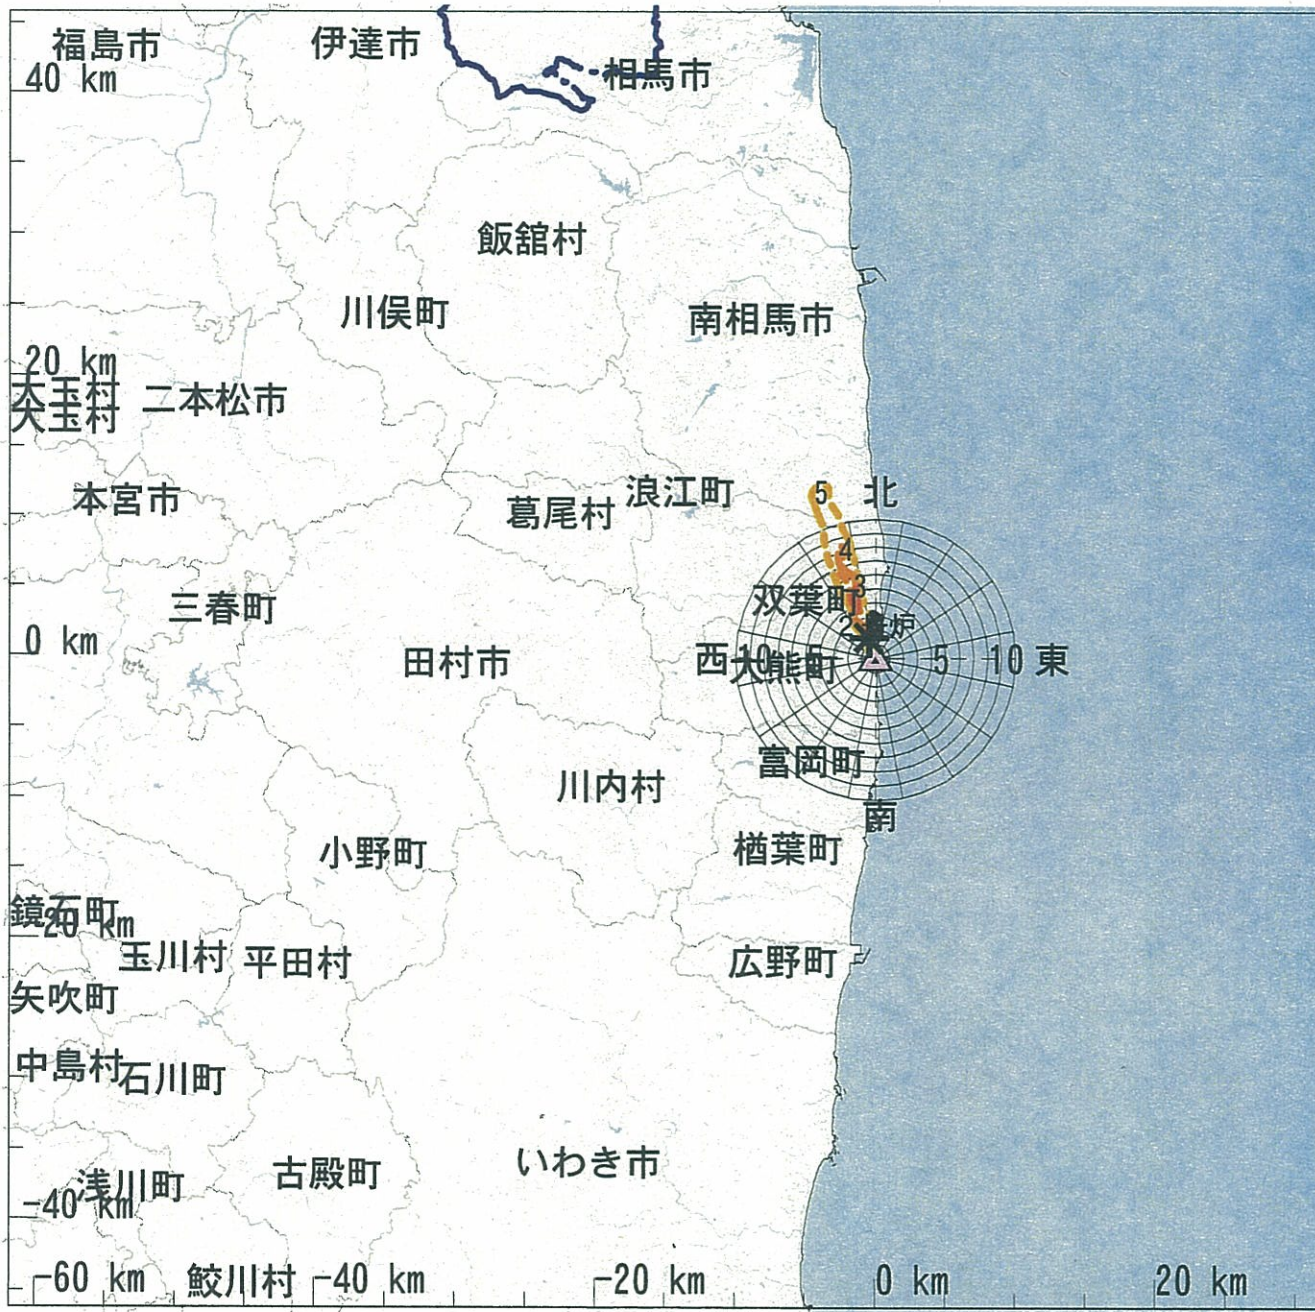 福島市
伊達市
相馬市
40 km
飯舘村
川俣町
南相馬市
20 km
大玉村
大玉村
二本松市
本宮市
葛尾村
浪江町
5
北
4
3
三春町
双葉町
2
炉
0 km
田村市
西
10
5
大熊町
5
10
東
富岡町
川内村
南
小野町
楢葉町
鏡石町
-20 km
玉川村
平田村
広野町
矢吹町
中島村
石川町
いわき市
浅川町
古殿町
-40 km
-60 km
鮫川村
-40 km
-20 km
0 km
20 km